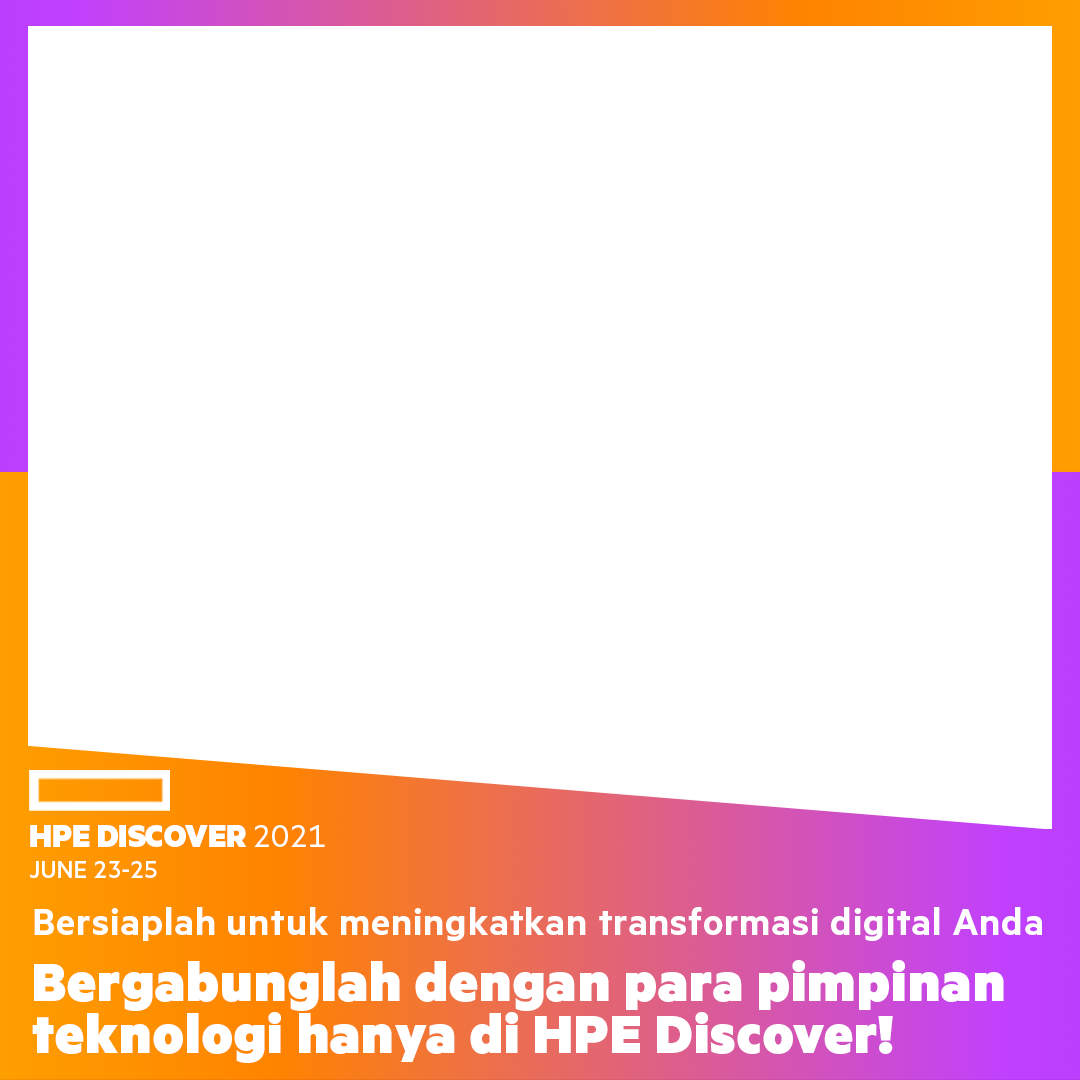 HPE DISCOVER 2021
JUNE 23-25
Bersiaplah untuk meningkatkan transformasi digital Anda
Bergabunglah dengan para pimpinan
teknologi hanya di HPE Discover!